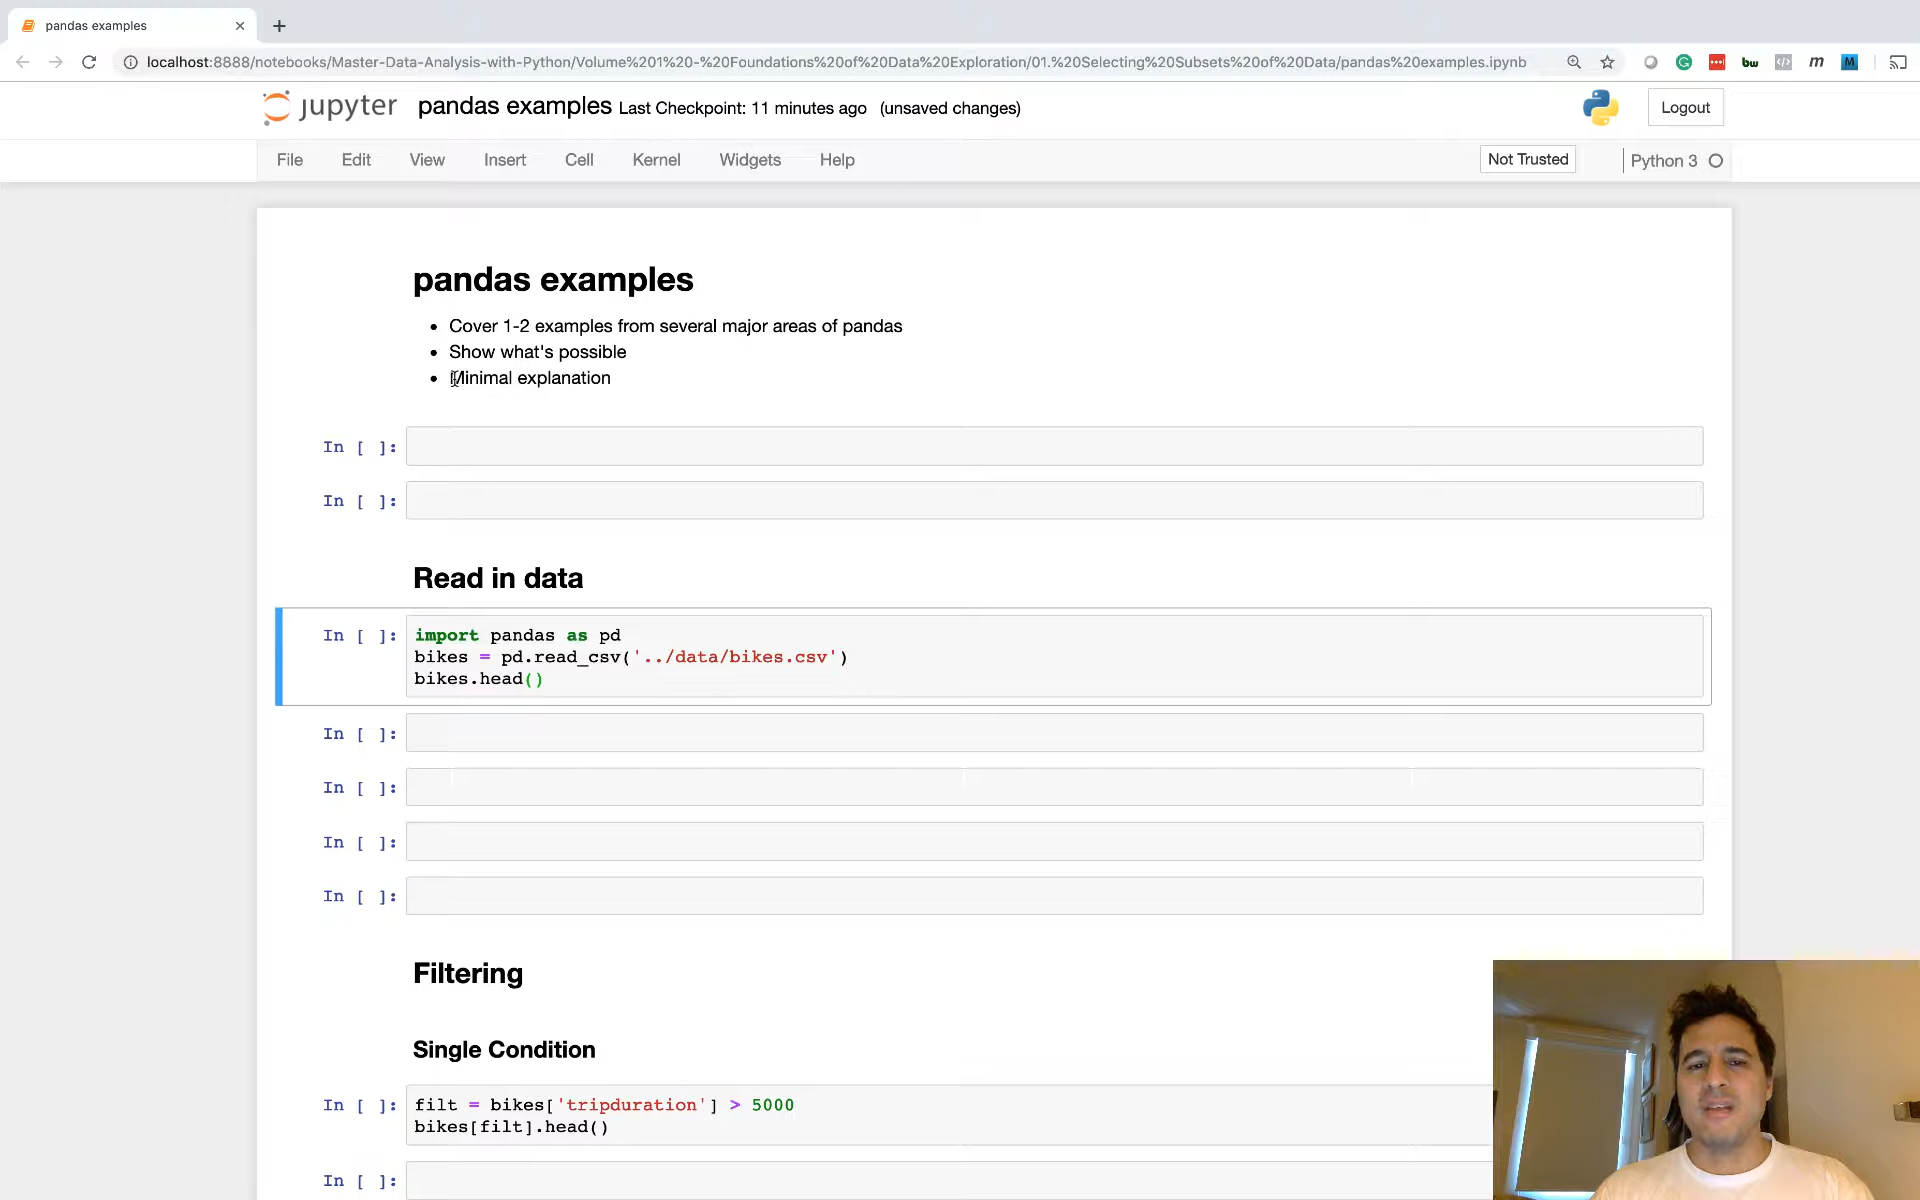 pandas examples
localhost:8888/notebooks/Master-Data-Analysis-with-Python/Volume%201%20-%20Foundations%20of%20Data%20Exploration/01.%20Selecting%20Subsets%20of%20Data/pandas%20examples.ipynb
bw
m
M
jupyter pandas examples Last Checkpoint: 11 minutes ago (unsaved changes)
Logout
File Edit View Insert Cell Kernel Widgets Help
Not Trusted
Python 3
pandas examples
• Cover 1-2 examples from several major areas of pandas
• Show what's possible
• Minimal explanation
In [ ]:
In [ ]:
Read in data
In [ ]: import pandas as pd
bikes = pd.read_csv('../data/bikes.csv')
bikes.head()
In [ ]:
In [ ]:
In [ ]:
In [ ]:
Filtering
Single Condition
In [ ]: filt = bikes['tripduration'] > 5000
bikes[filt].head()
In [ ]: